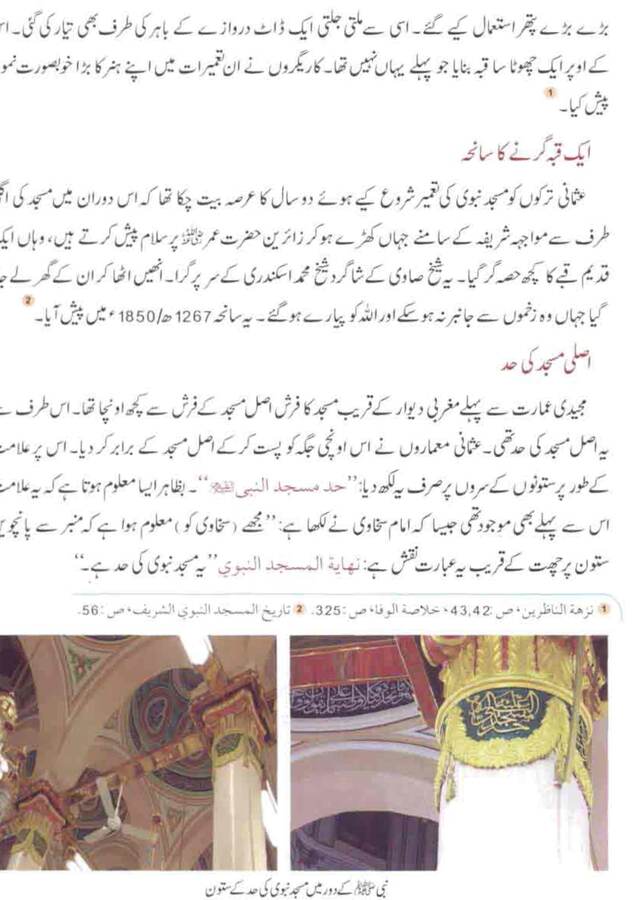 بڑے بڑے پتھر استعمال کیے گئے۔ اسی سے ملتی جلتی ایک ڈاٹ دروازے کے باہر کی طرف بھی تیار کی گئی۔
کے اوپر ایک چھوٹا سا قبہ بنایا جو پہلے یہاں نہیں تھا۔ کاریگروں نے ان تعمیرات میں اپنے ہنر کا بڑا خوبصورت
پیش کیا۔ 1
ایک قبہ گرنے کا سانحہ
عثمانی ترکوں کو مسجد نبوی کی تعمیر شروع کیے ہوئے دو سال کا عرصہ بیت چکا تھا کہ اس دوران میں مسجد کی
طرف سے مواجہہ شریفہ کے سامنے جہاں کھڑے ہو کر زائرین حضرت عمر پر سلام پیش کرتے ہیں، وہاں
قدیم قبے کا کچھ حصہ گر گیا۔ یہ شیخ صاوی کے شاگرد شیخ محمد اسکندری کے سر پر گرا۔ انھیں اٹھا کر ان کے گھر لے
گیا جہاں وہ زخموں سے جانبر نہ ہو سکے اور اللہ کو پیارے ہو گئے۔ یہ سانحہ 1267ھ/1850ء میں پیش آیا۔ 2
اصلی مسجد کی حد
مجیدی عمارت سے پہلے مغربی دیوار کے قریب مسجد کا فرش اصل مسجد کے فرش سے کچھ اونچا تھا۔ اس طرف
یہ اصل مسجد کی حد تھی۔ عثمانی معماروں نے اس اونچی جگہ کو پست کر کے اصل مسجد کے برابر کر دیا۔ اس پر
کے طور پر ستونوں کے سروں پر صرف یہ لکھ دیا: ’’حد مسجد النبی ﷺ‘‘۔ بظاہر ایسا معلوم ہوتا ہے کہ یہ
اس سے پہلے بھی موجود تھی جیسا کہ امام سخاوی نے لکھا ہے: ’’مجھے (سخاوی کو) معلوم ہوا ہے کہ منبر سے
ستون پر چھت کے قریب یہ عبارت نقش ہے: نهاية المسجد النبوي ’’یہ مسجد نبوی کی حد ہے۔‘‘
1 نزهة الناظرين، ص: 43,42، خلاصة الوفا، ص: 325. 2 تاريخ المسجد النبوي الشريف، ص: 56.
نبی ﷺ کے دور میں مسجد نبوی کی حد کے ستون